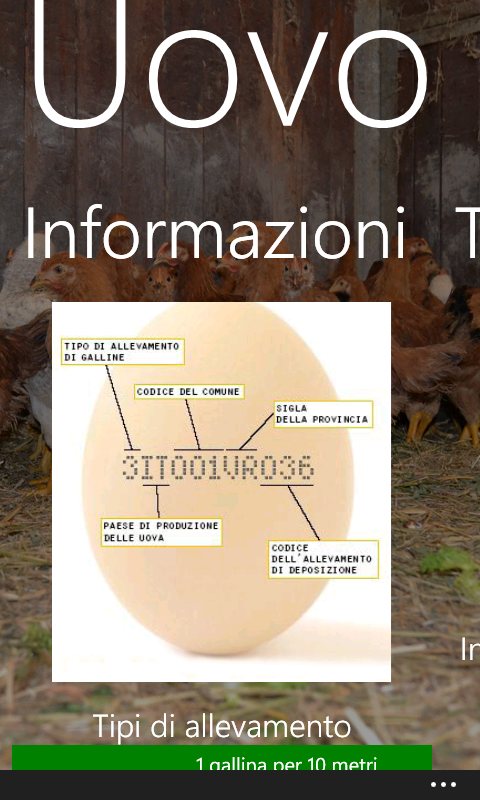 Uovo
Informazioni
T
TIPO DI ALLEVAMENTO
DI GALLINE
CODICE DEL COMUNE
SIGLA
DELLA PROVINCIA
3IT001VR036
PAESE DI PRODUZIONE
DELLE UOVA
CODICE
DELL'ALLEVAMENTO
DI DEPOSIZIONE
In
Tipi di allevamento
1 gallina per 10 metri